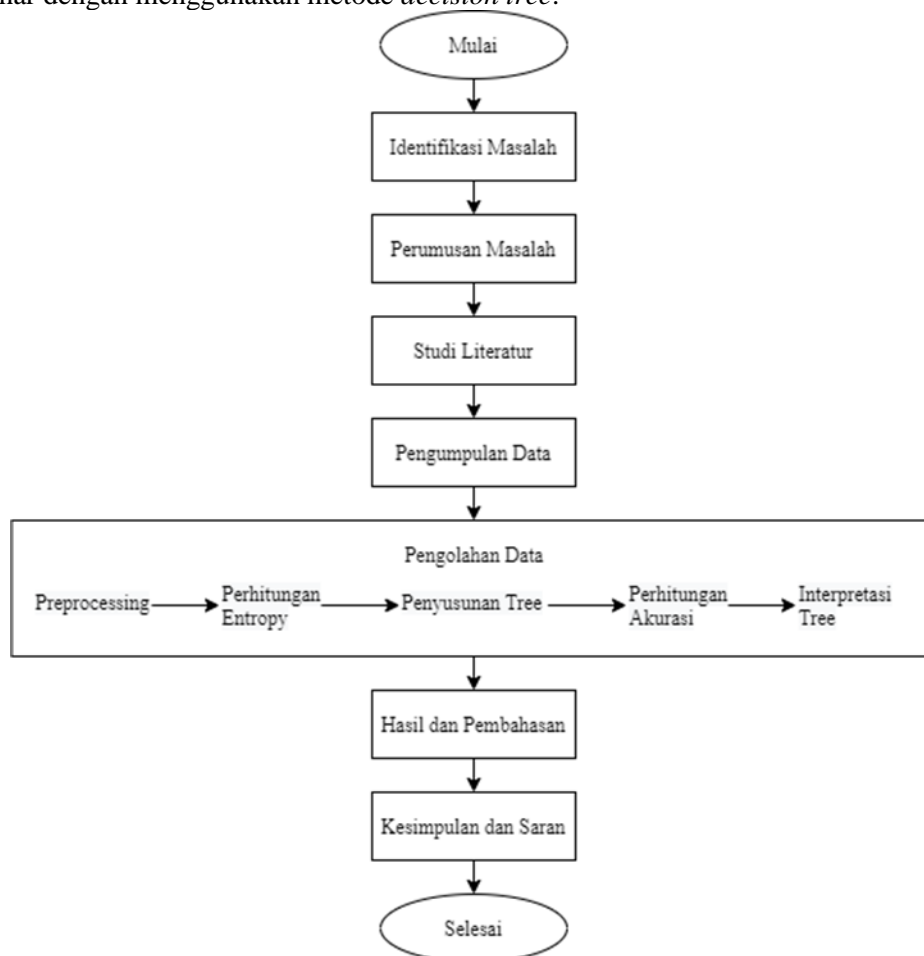 dengan menggunakan metode decision tree.
Mulai
Identifikasi Masalah
Perumusan Masalah
Studi Literatur
Pengumpulan Data
Pengolahan Data
Preprocessing
Perhitungan
Entropy
Penyusunan Tree
Perhitungan
Akurasi
Interpretasi
Tree
Hasil dan Pembahasan
Kesimpulan dan Saran
Selesai